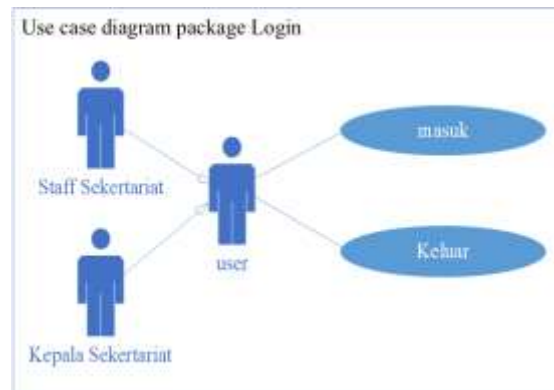 Use case diagram package Login
masuk
Staff Sekertariat
user
Keluar
Kepala Sekertariat